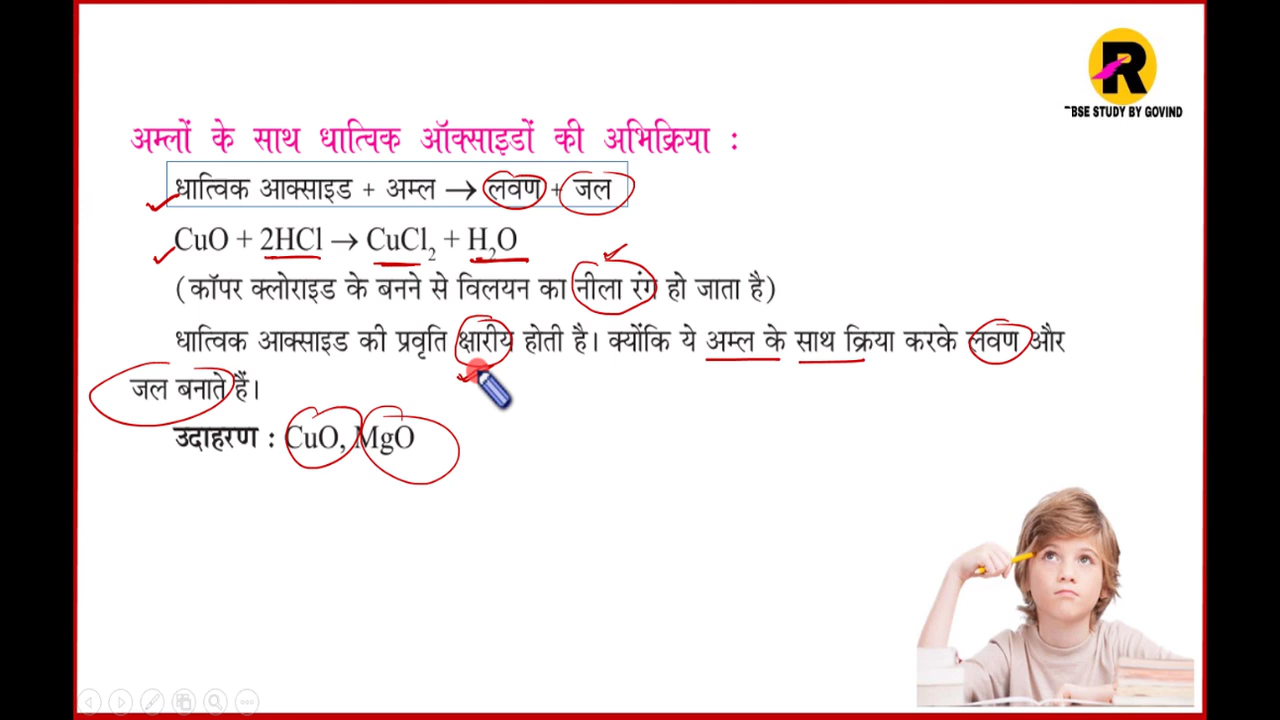 BSE STUDY BY GOVIND
अम्लों के साथ धात्विक ऑक्साइडों की अभिक्रिया :
धात्विक आक्साइड + अम्ल → लवण + जल
CuO + 2HCl → CuCl₂ + H₂O
(कॉपर क्लोराइड के बनने से विलयन का नीला रंग हो जाता है)
धात्विक आक्साइड की प्रवृति क्षारीय होती है। क्योंकि ये अम्ल के साथ क्रिया करके लवण और
जल बनाते हैं।
उदाहरण : CuO, MgO